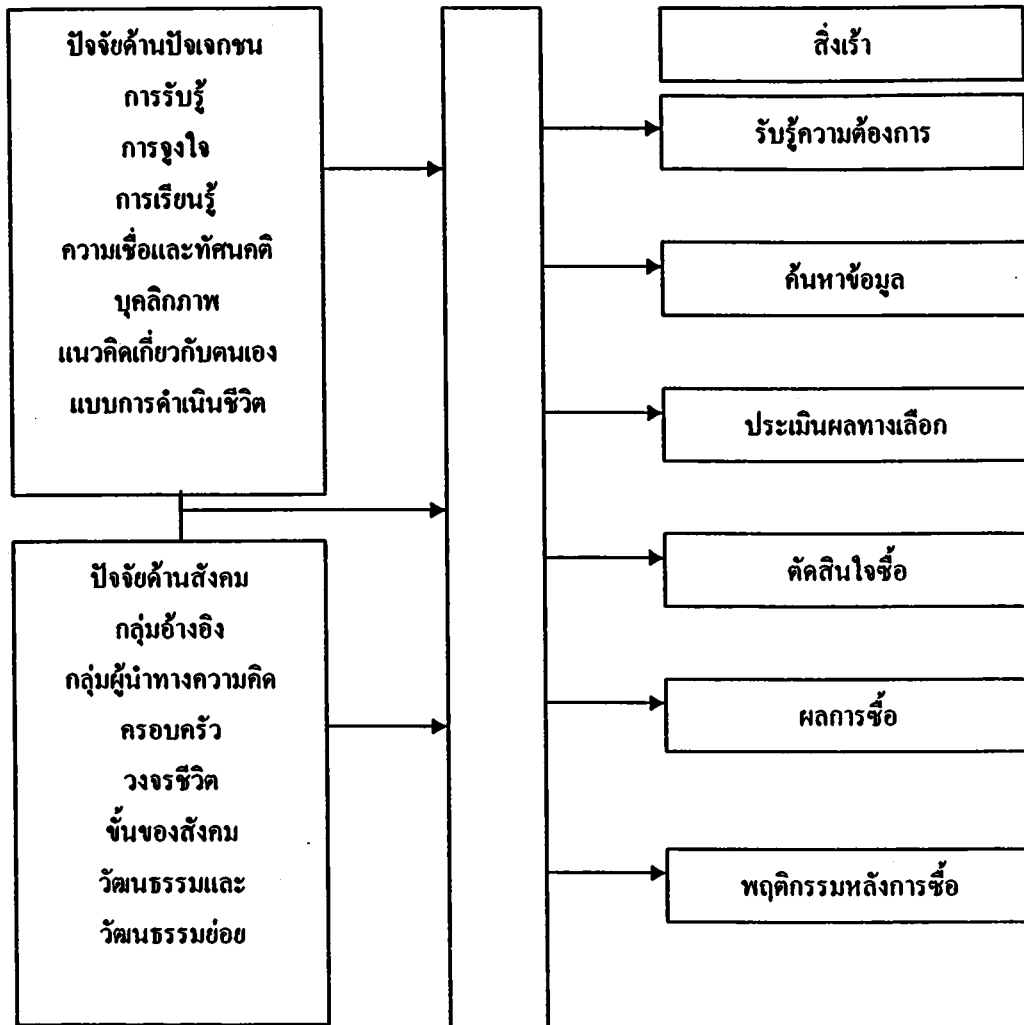 ปัจจัยด้านปัจเจกชน
การรับรู้
การจูงใจ
การเรียนรู้
ความเชื่อและทัศนคติ
บุคลิกภาพ
แนวคิดเกี่ยวกับตนเอง
แบบการดำเนินชีวิต
ปัจจัยด้านสังคม
กลุ่มอ้างอิง
กลุ่มผู้นำทางความคิด
ครอบครัว
วงจรชีวิต
ขั้นของสังคม
วัฒนธรรมและ
วัฒนธรรมย่อย
สิ่งเร้า
รับรู้ความต้องการ
ค้นหาข้อมูล
ประเมินผลทางเลือก
ตัดสินใจซื้อ
ผลการซื้อ
พฤติกรรมหลังการซื้อ